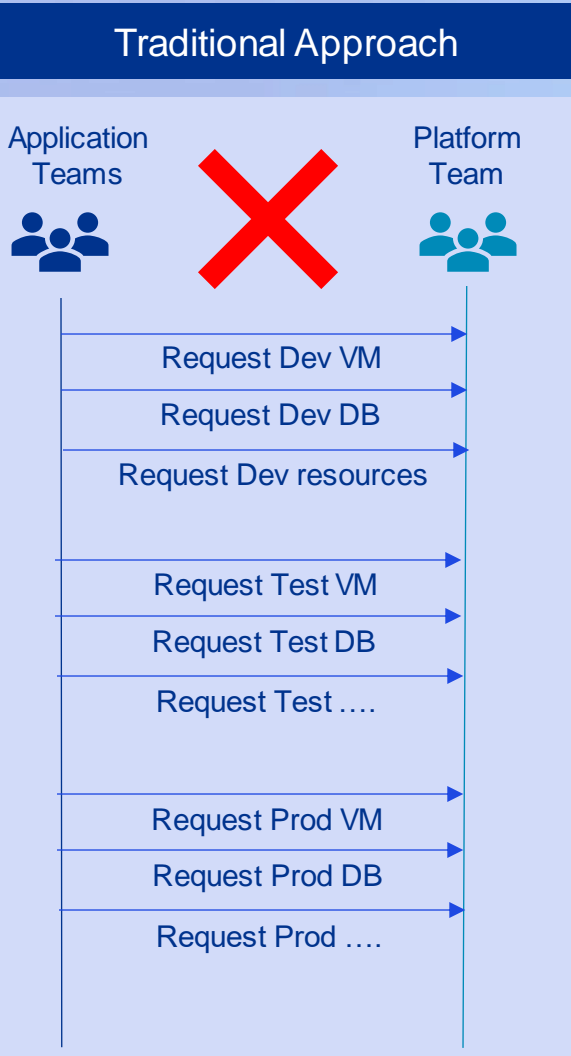 Traditional Approach
Application
Teams
Platform
Team
Request Dev VM
Request Dev DB
Request Dev resources
Request Test VM
Request Test DB
Request Test ….
Request Prod VM
Request Prod DB
Request Prod ….